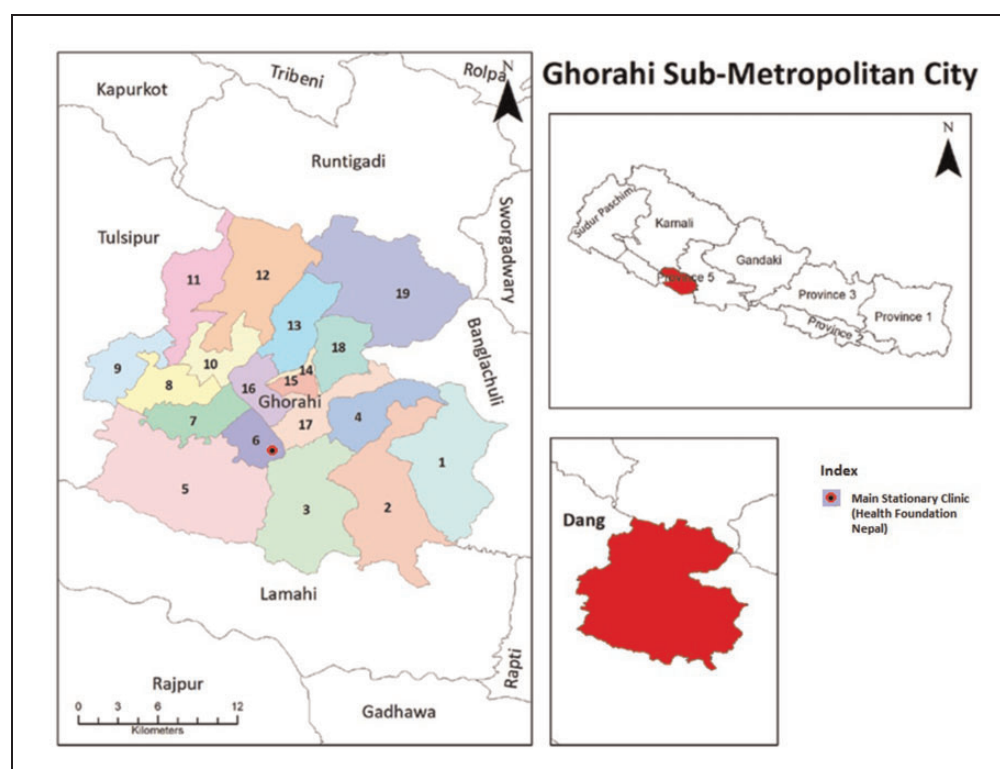 Ghorahi Sub-Metropolitan City
Kapurkot
Tribeni
Rolpa
N
Runtigadi
Sworgadwary
Tulsipur
11
12
19
13
18
9
10
14
8
16
15
Banglachuli
Ghorahi
7
17
4
6
1
5
3
2
Lamahi
Rapti
Rajpur
Gadhawa
0 3 6 12
Kilometers
N
Sudur Paschim
Karnali
Gandaki
Province 5
Province 3
Province 1
Province 2
Dang
Index
Main Stationary Clinic
(Health Foundation
Nepal)